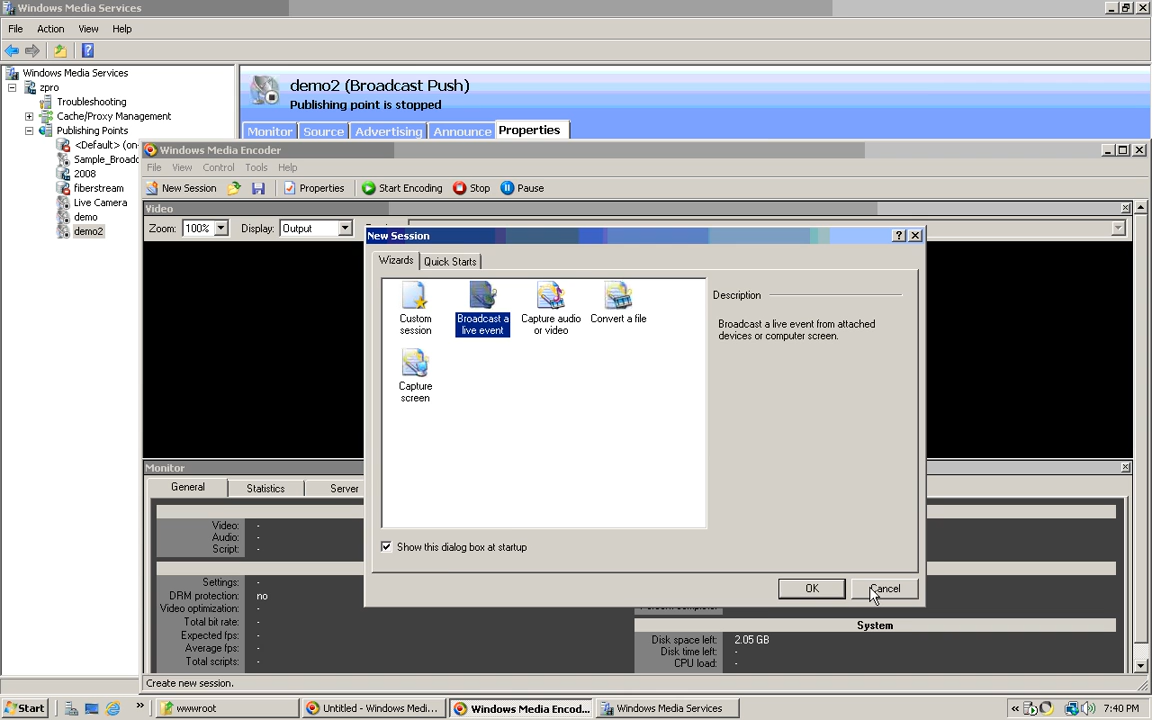 Windows Media Services
File Action View Help
Windows Media Services
zpro
Troubleshooting
Cache/Proxy Management
Publishing Points
<Default> (on-
Sample_Broadc
2008
fiberstream
Live Camera
demo
demo2
demo2 (Broadcast Push)
Publishing point is stopped
Monitor Source Advertising Announce Properties
Windows Media Encoder
File View Control Tools Help
New Session Properties Start Encoding Stop Pause
Video
Zoom: 100% Display: Output
New Session
Wizards Quick Starts
Custom session
Broadcast a live event
Capture audio or video
Convert a file
Capture screen
Description
Broadcast a live event from attached
devices or computer screen.
Show this dialog box at startup
OK Cancel
Monitor
General Statistics Server
Video: -
Audio: -
Script: -
Settings: -
DRM protection: no
Video optimization: -
Total bit rate: -
Expected fps: -
Average fps: -
Total scripts: -
System
Disk space left: 2.05 GB
Disk time left: -
CPU load: -
Create new session.
Start » wwwroot Untitled - Windows Medi... Windows Media Encod... Windows Media Services « 7:40 PM